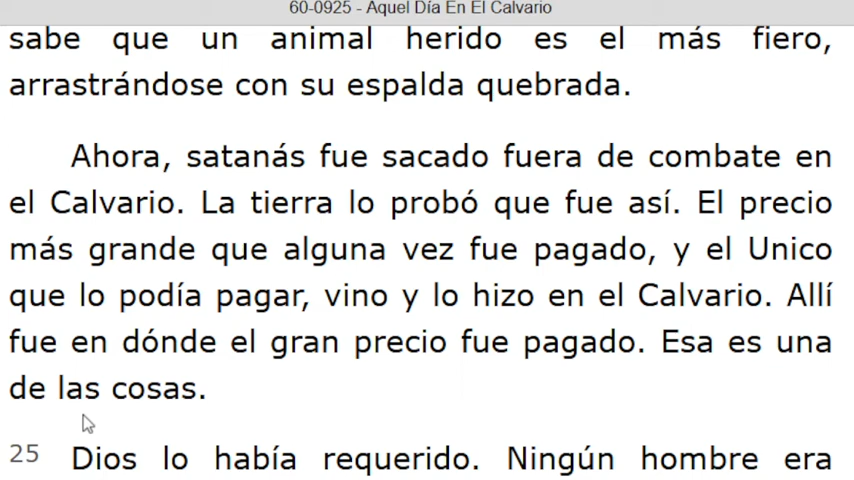 60-0925 - Aquel Día En El Calvario
sabe que un animal herido es el más fiero,
arrastrándose con su espalda quebrada.
Ahora, satanás fue sacado fuera de combate en
el Calvario. La tierra lo probó que fue así. El precio
más grande que alguna vez fue pagado, y el Unico
que lo podía pagar, vino y lo hizo en el Calvario. Allí
fue en dónde el gran precio fue pagado. Esa es una
de las cosas.
25 Dios lo había requerido. Ningún hombre era